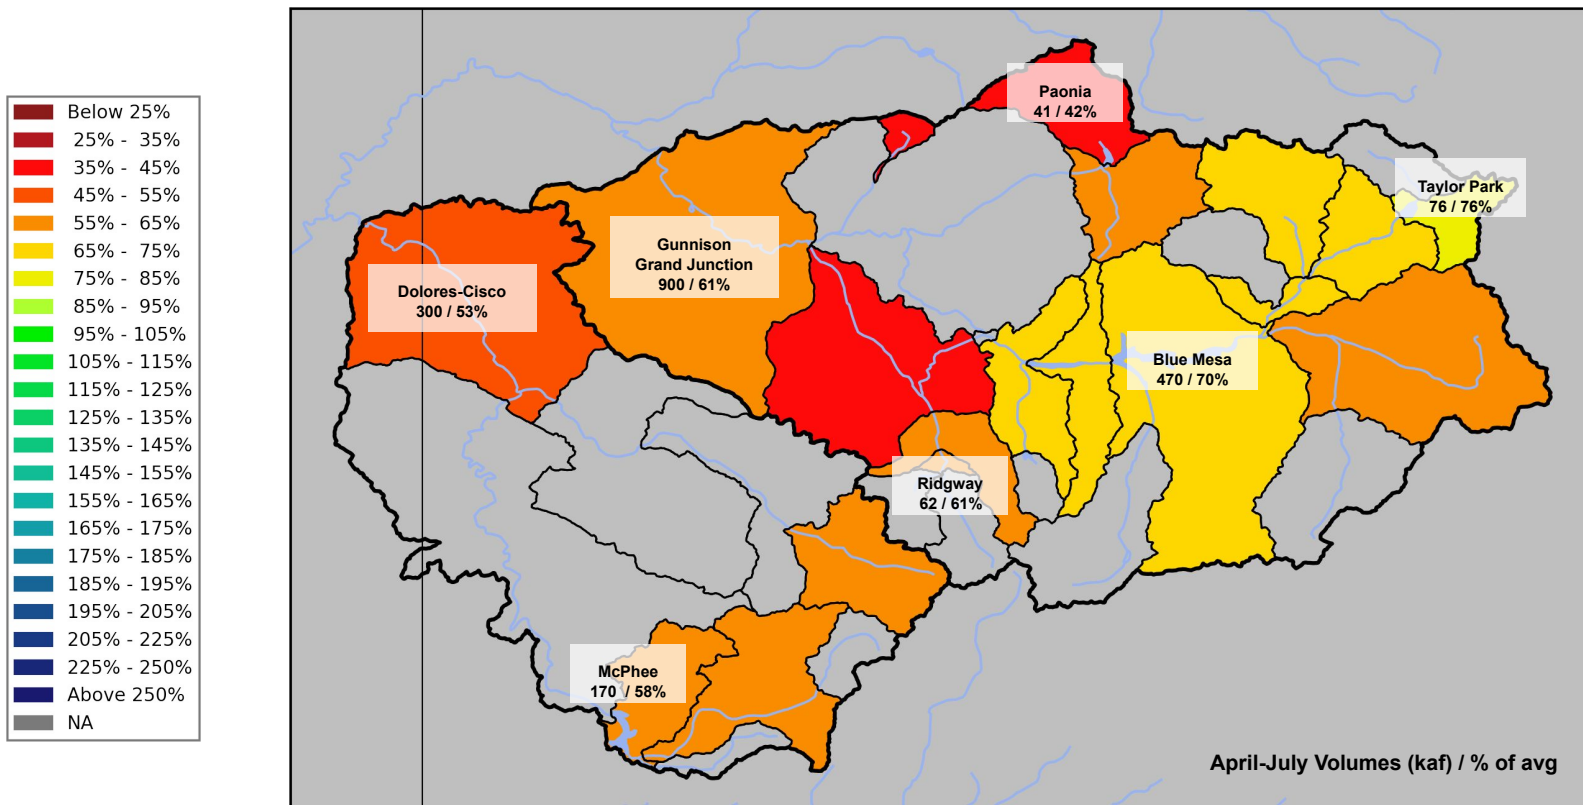 Below 25%
25% - 35%
35% - 45%
45% - 55%
55% - 65%
65% - 75%
75% - 85%
85% - 95%
95% - 105%
105% - 115%
115% - 125%
125% - 135%
135% - 145%
145% - 155%
155% - 165%
165% - 175%
175% - 185%
185% - 195%
195% - 205%
205% - 225%
225% - 250%
Above 250%
NA
Paonia
41 / 42%
Taylor Park
76 / 76%
Gunnison
Grand Junction
900 / 61%
Dolores-Cisco
300 / 53%
Blue Mesa
470 / 70%
Ridgway
62 / 61%
McPhee
170 / 58%
April-July Volumes (kaf) / % of avg